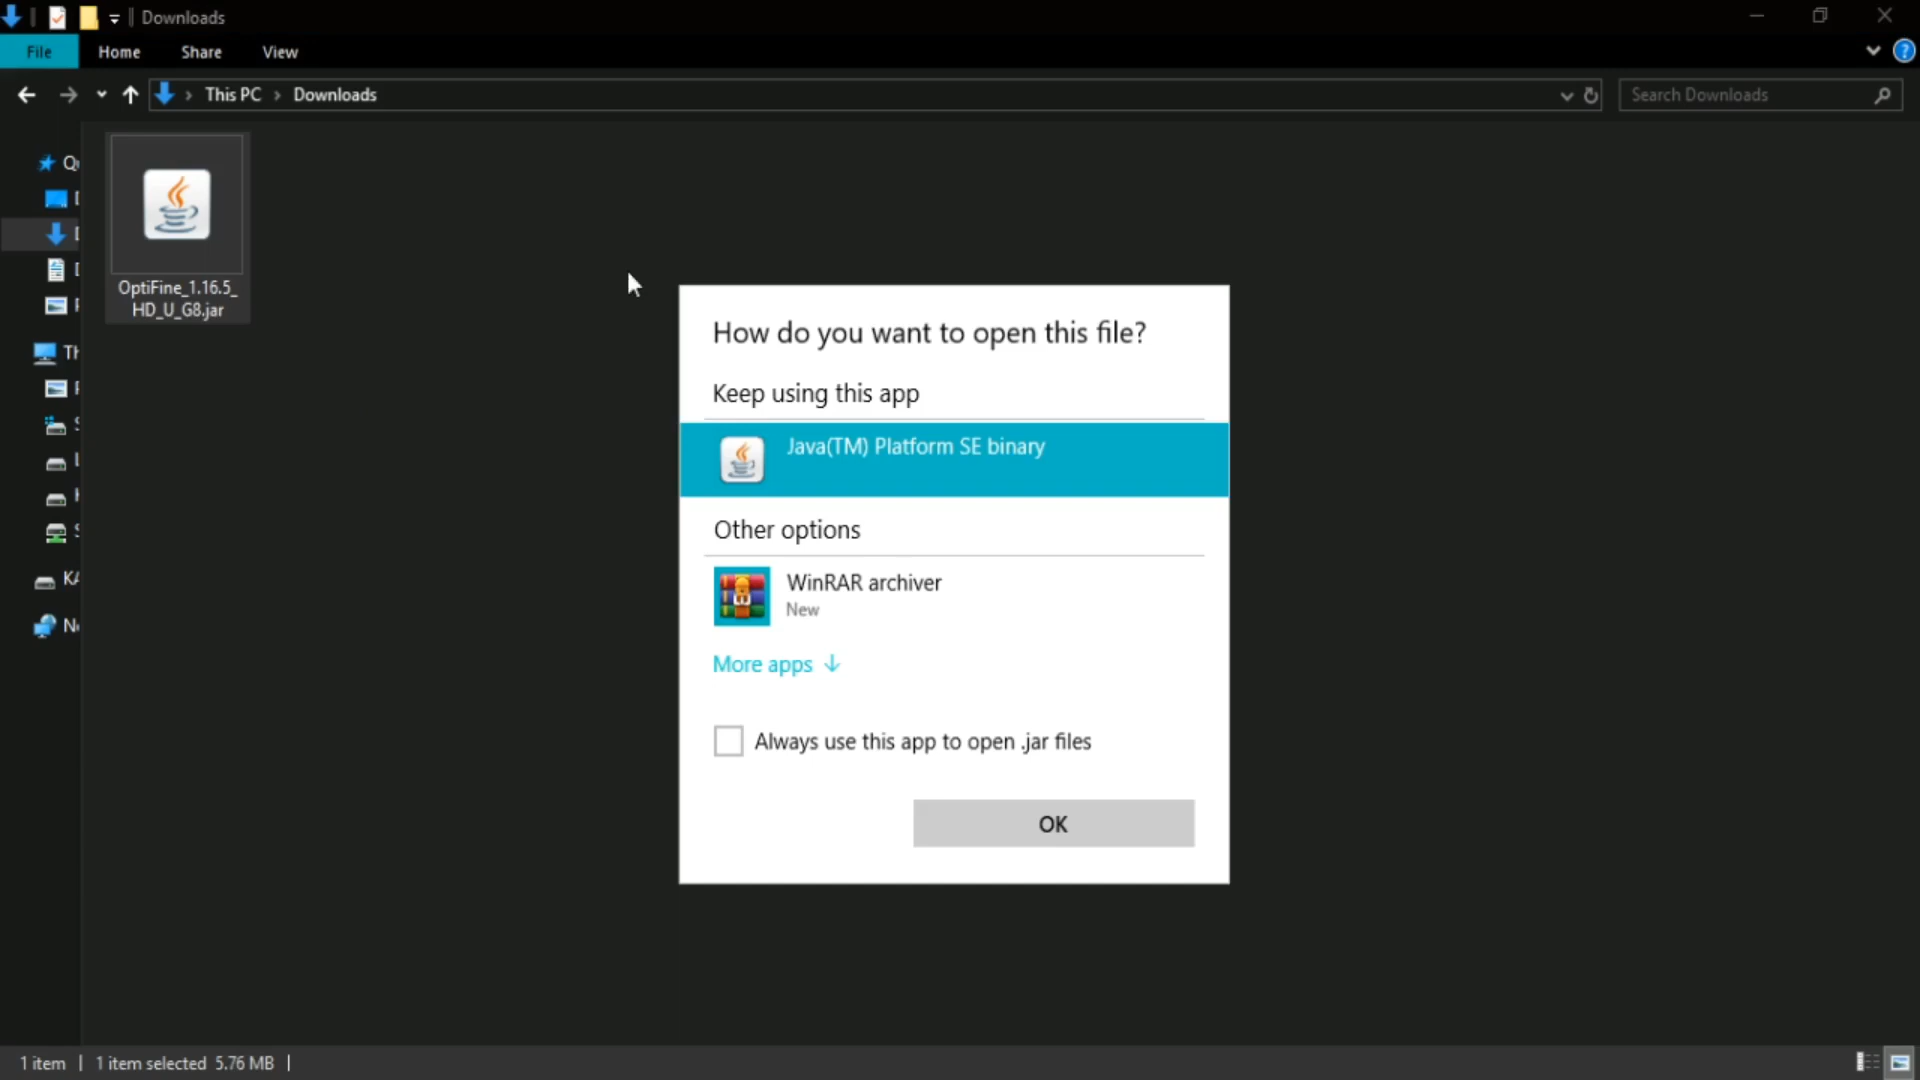 Downloads
File Home Share View
This PC Downloads
Search Downloads
OptiFine_1.16.5_
HD_U_G8.jar
How do you want to open this file?
Keep using this app
Java(TM) Platform SE binary
Other options
WinRAR archiver
New
More apps
Always use this app to open .jar files
OK
1 item 1 item selected 5.76 MB